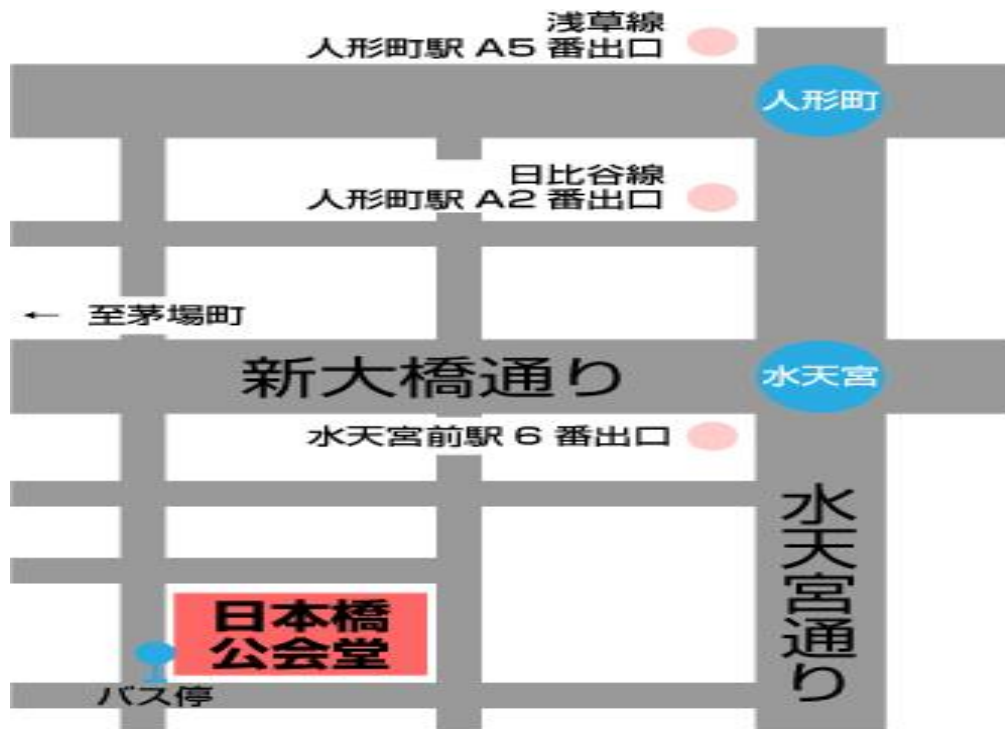 浅草線
人形町駅 A5 番出口
人形町
日比谷線
人形町駅 A2 番出口
← 至茅場町
新大橋通り
水天宮
水天宮前駅 6 番出口
水天宮通り
日本橋
公会堂
バス停